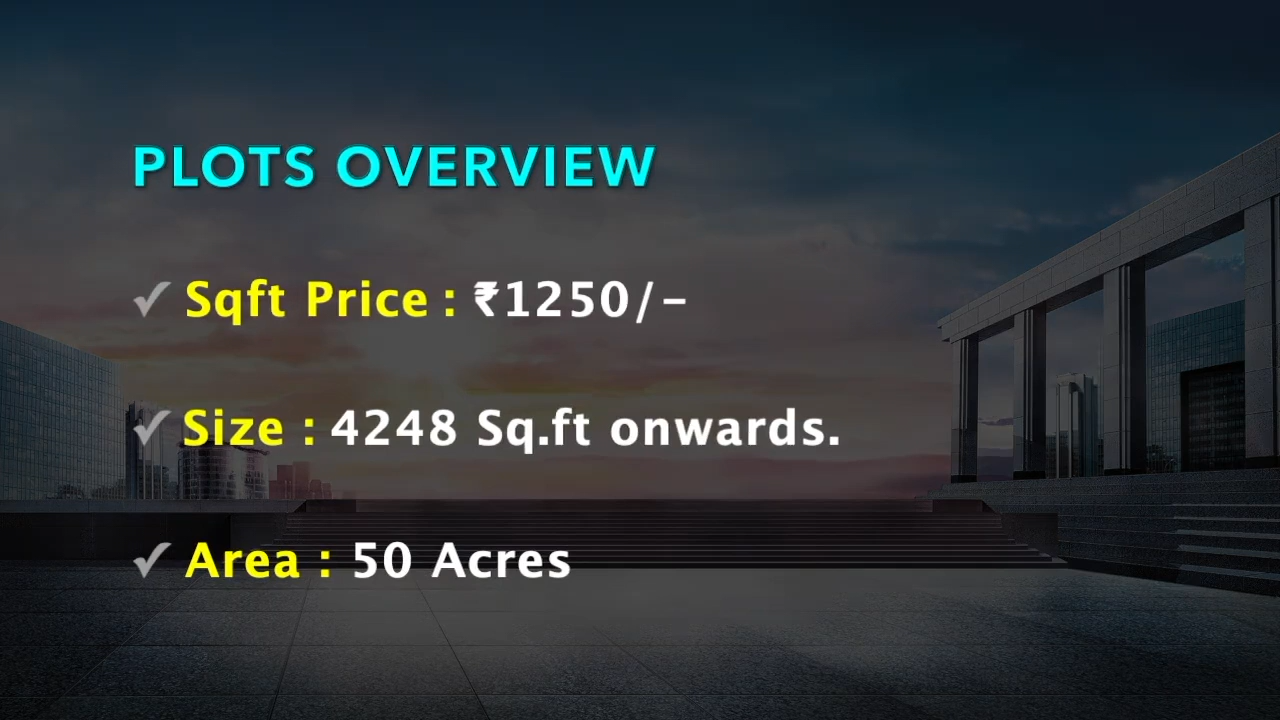 PLOTS OVERVIEW
✓ Sqft Price : ₹1250/-
✓ Size : 4248 Sq.ft onwards.
✓ Area : 50 Acres